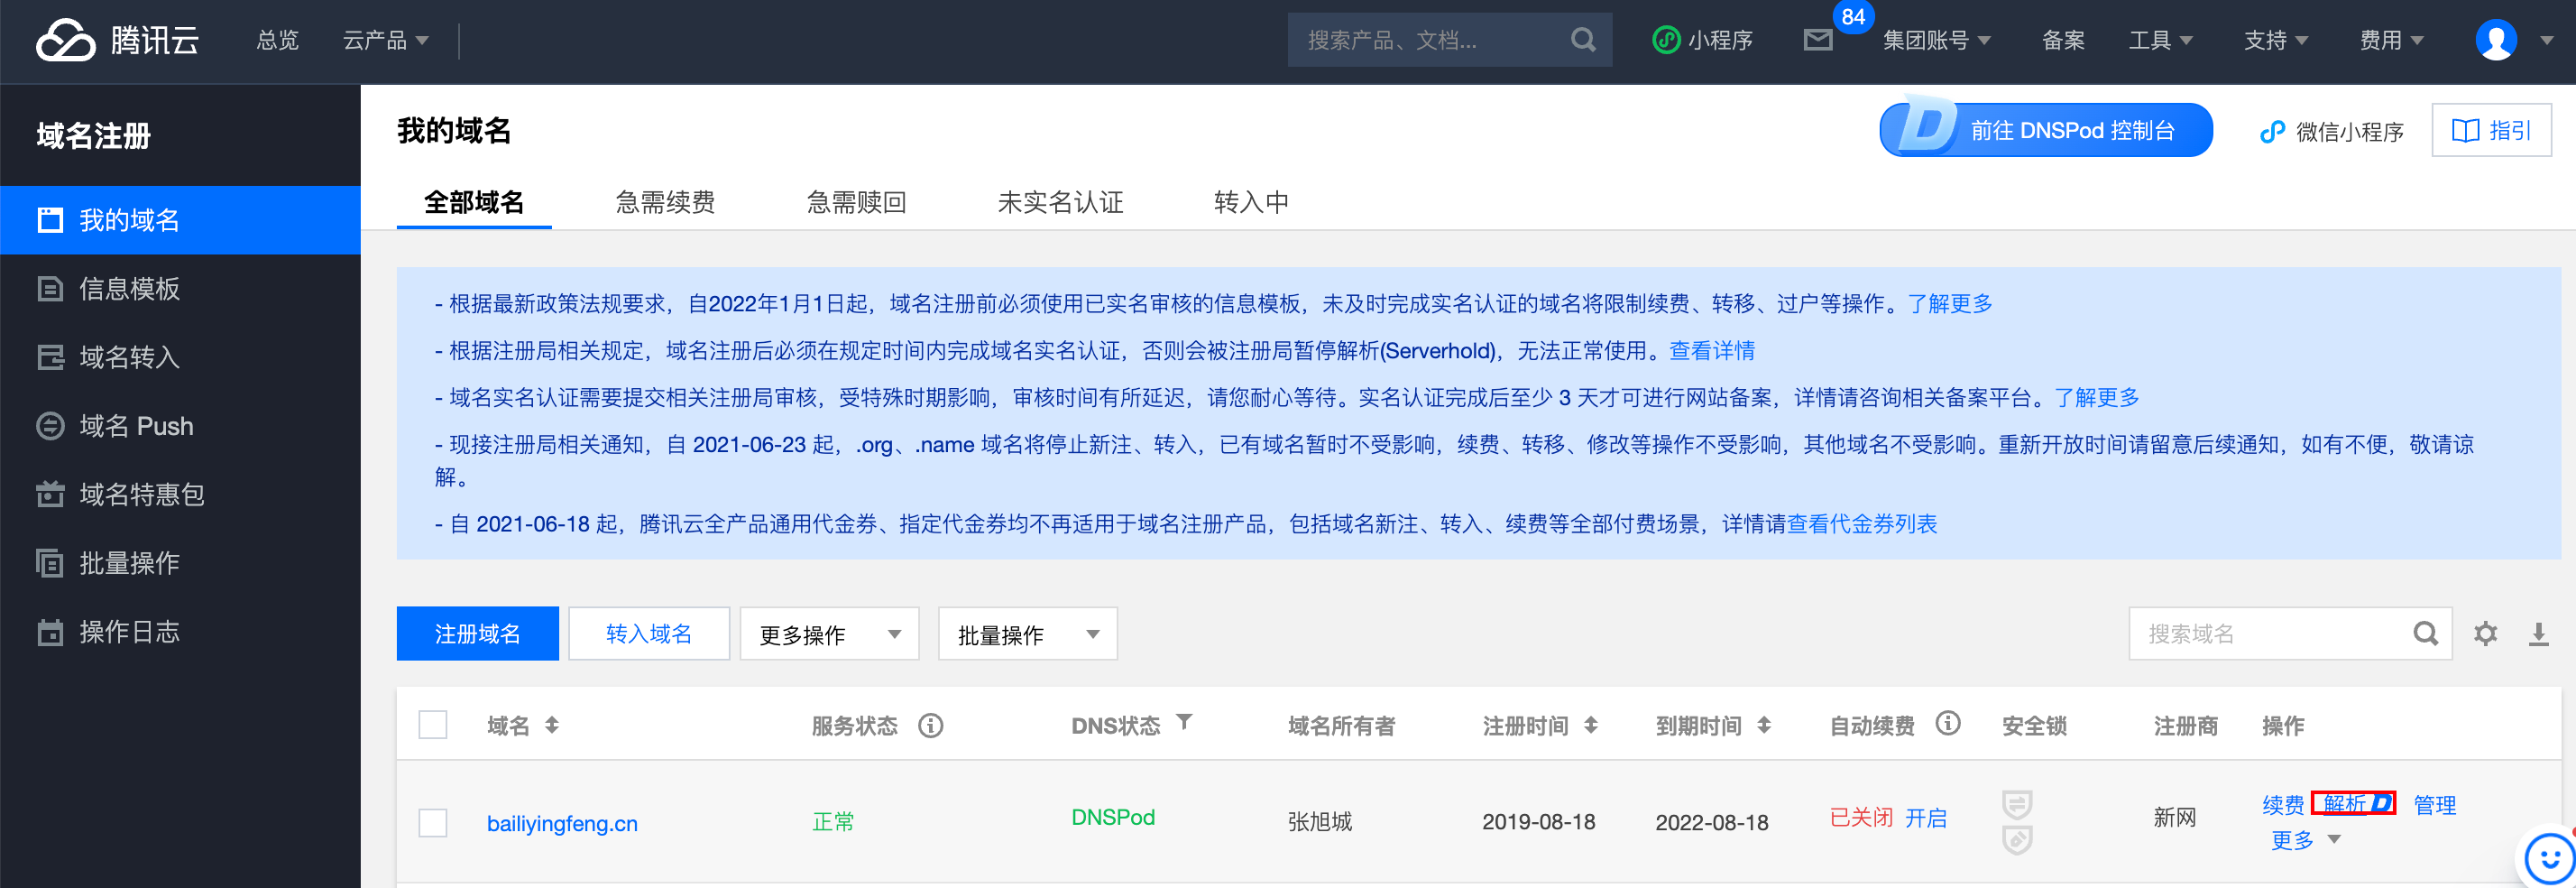 腾讯云
总览
云产品
搜索产品、文档...
小程序
84
集团账号
备案
工具
支持
费用
域名注册
我的域名
信息模板
域名转入
域名 Push
域名特惠包
批量操作
操作日志
我的域名
前往 DNSPod 控制台
微信小程序
指引
全部域名
急需续费
急需赎回
未实名认证
转入中
- 根据最新政策法规要求，自2022年1月1日起，域名注册前必须使用已实名审核的信息模板，未及时完成实名认证的域名将限制续费、转移、过户等操作。了解更多
- 根据注册局相关规定，域名注册后必须在规定时间内完成域名实名认证，否则会被注册局暂停解析(Serverhold)，无法正常使用。查看详情
- 域名实名认证需要提交相关注册局审核，受特殊时期影响，审核时间有所延迟，请您耐心等待。实名认证完成后至少 3 天才可进行网站备案，详情请咨询相关备案平台。了解更多
- 现接注册局相关通知，自 2021-06-23 起，.org、.name 域名将停止新注、转入，已有域名暂时不受影响，续费、转移、修改等操作不受影响，其他域名不受影响。重新开放时间请留意后续通知，如有不便，敬请谅
解。
- 自 2021-06-18 起，腾讯云全产品通用代金券、指定代金券均不再适用于域名注册产品，包括域名新注、转入、续费等全部付费场景，详情请查看代金券列表
注册域名
转入域名
更多操作
批量操作
搜索域名
域名
服务状态
DNS状态
域名所有者
注册时间
到期时间
自动续费
安全锁
注册商
操作
bailiyingfeng.cn
正常
DNSPod
张旭城
2019-08-18
2022-08-18
已关闭 开启
新网
续费 解析 管理
更多